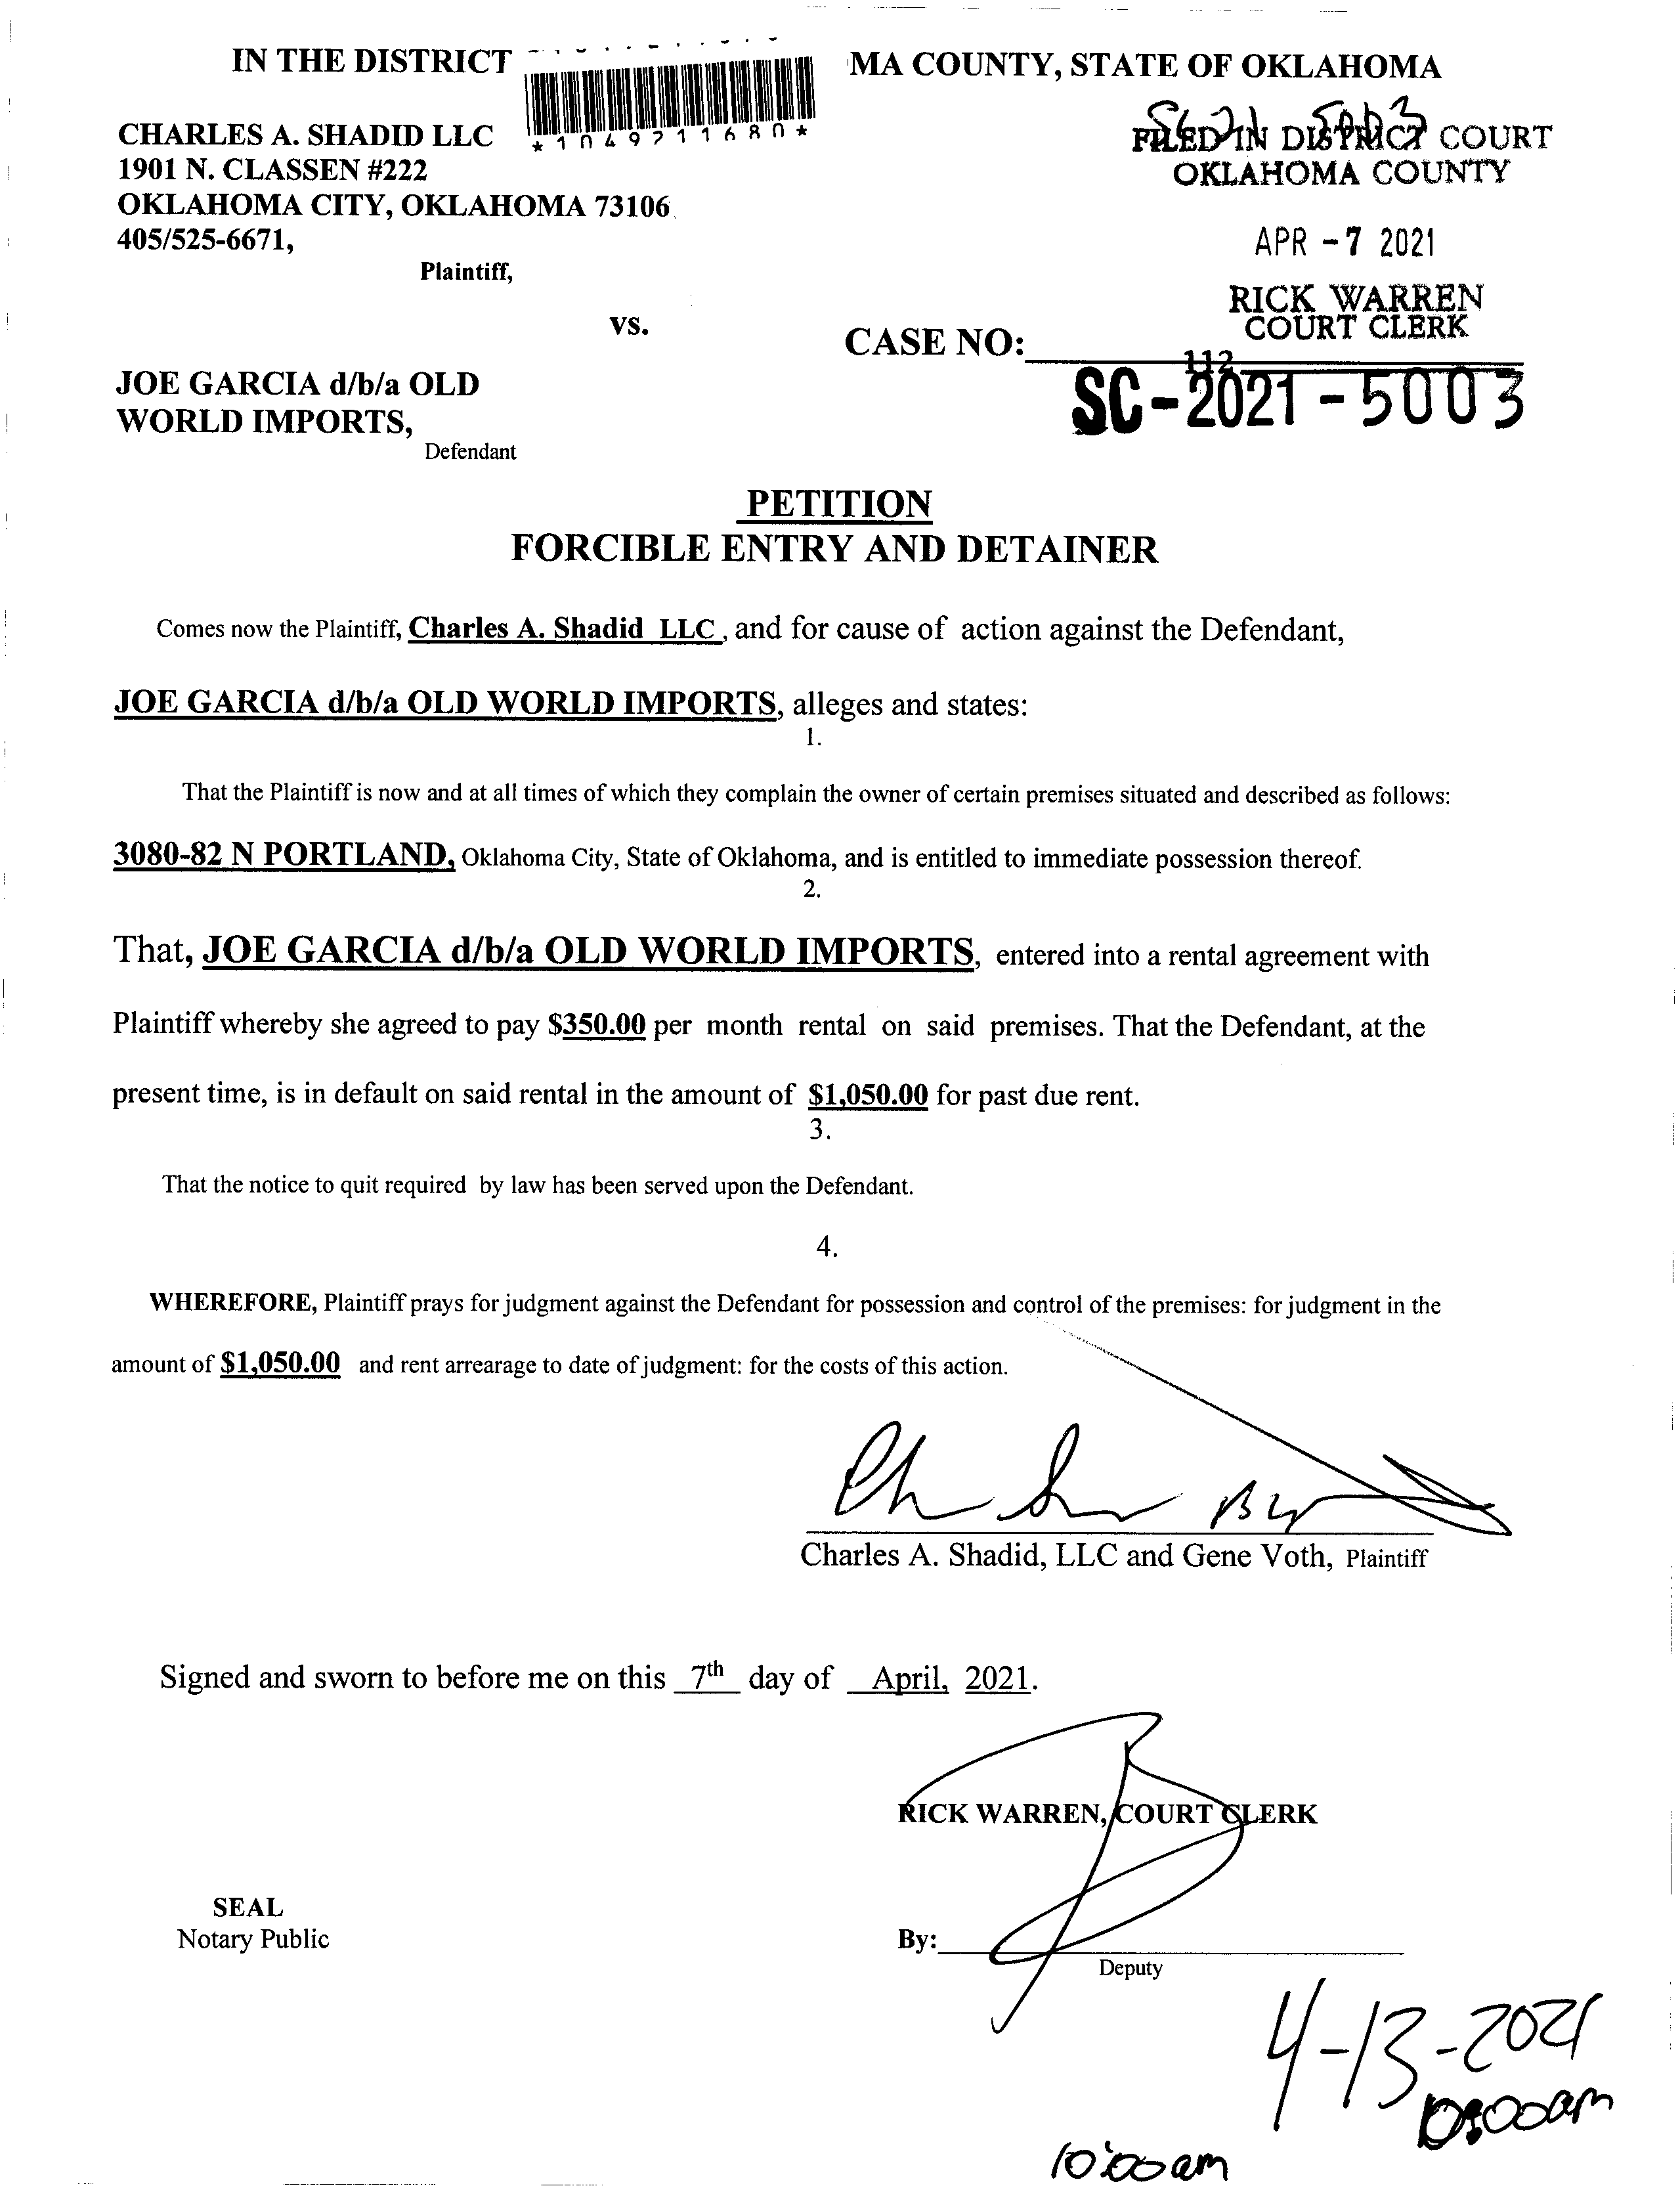 IN THE DISTRICT MA COUNTY, STATE OF OKLAHOMA
*1049711680*
CHARLES A. SHADID LLC
1901 N. CLASSEN #222
OKLAHOMA CITY, OKLAHOMA 73106
405/525-6671,
Plaintiff,
FILED IN DISTRICT COURT
OKLAHOMA COUNTY
APR -7 2021
RICK WARREN
COURT CLERK
112
vs.
CASE NO:
SC-2021-5003
JOE GARCIA d/b/a OLD
WORLD IMPORTS,
Defendant
PETITION
FORCIBLE ENTRY AND DETAINER
Comes now the Plaintiff, Charles A. Shadid LLC, and for cause of action against the Defendant,
JOE GARCIA d/b/a OLD WORLD IMPORTS, alleges and states:
1.
That the Plaintiff is now and at all times of which they complain the owner of certain premises situated and described as follows:
3080-82 N PORTLAND, Oklahoma City, State of Oklahoma, and is entitled to immediate possession thereof.
2.
That, JOE GARCIA d/b/a OLD WORLD IMPORTS, entered into a rental agreement with
Plaintiff whereby she agreed to pay $350.00 per month rental on said premises. That the Defendant, at the
present time, is in default on said rental in the amount of $1,050.00 for past due rent.
3.
That the notice to quit required by law has been served upon the Defendant.
4.
WHEREFORE, Plaintiff prays for judgment against the Defendant for possession and control of the premises: for judgment in the
amount of $1,050.00 and rent arrearage to date of judgment: for the costs of this action.
Charles A. Shadid, LLC and Gene Voth, Plaintiff
Signed and sworn to before me on this 7th day of April, 2021.
RICK WARREN, COURT CLERK
SEAL
Notary Public
By:
Deputy
4-13-2021
10:00am